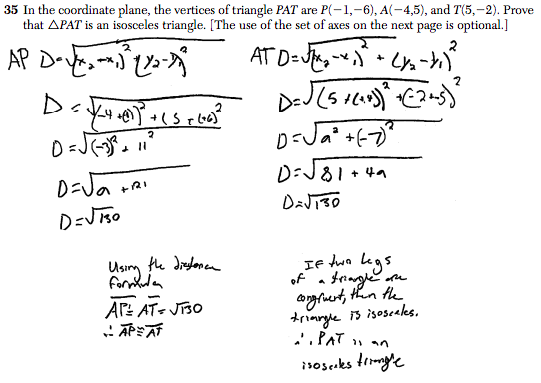 35 In the coordinate plane, the vertices of triangle PAT are P(−1,−6), A(−4,5), and T(5,−2). Prove
that △PAT is an isosceles triangle. [The use of the set of axes on the next page is optional.]
AP D=√(x₂-x₁)² (y₂-y₁)²
AT D=√(x₂-x₁)² + (y₂-y₁)²
D=√(-4+(1))² + (5+(+6)²
D=√(5+(+4))² +(-2+-5)²
D=√(-3)² + 11²
D=√9² +(-7)²
D=√9 +121
D=√81 + 49
D=√130
D=√130
Using the distance
formula
AP= AT= √130
∴ AP≅AT
If two legs
of a triangle are
congruent, then the
triangle is isosceles.
∴ PAT is an
isosceles triangle